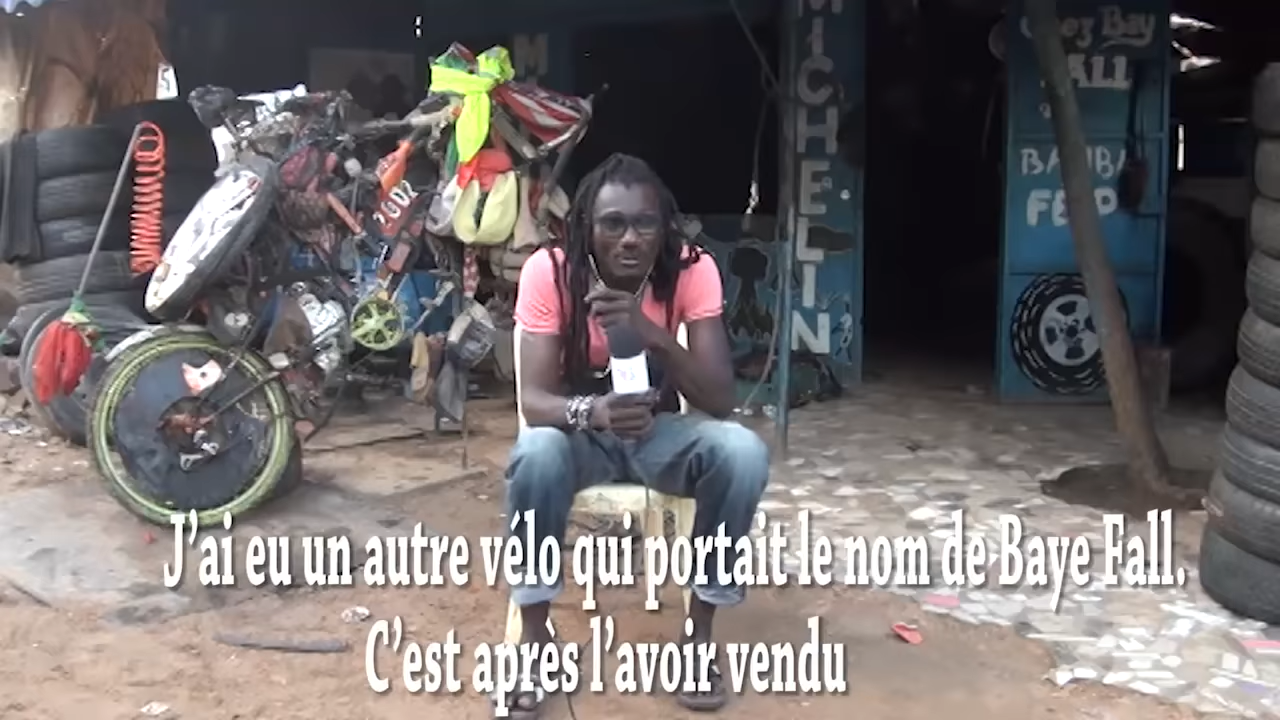 MICHELIN
Chez Bay
FALL
BAMBA
FEPP
J'ai eu un autre vélo qui portait le nom de Baye Fall.
C'est après l'avoir vendu